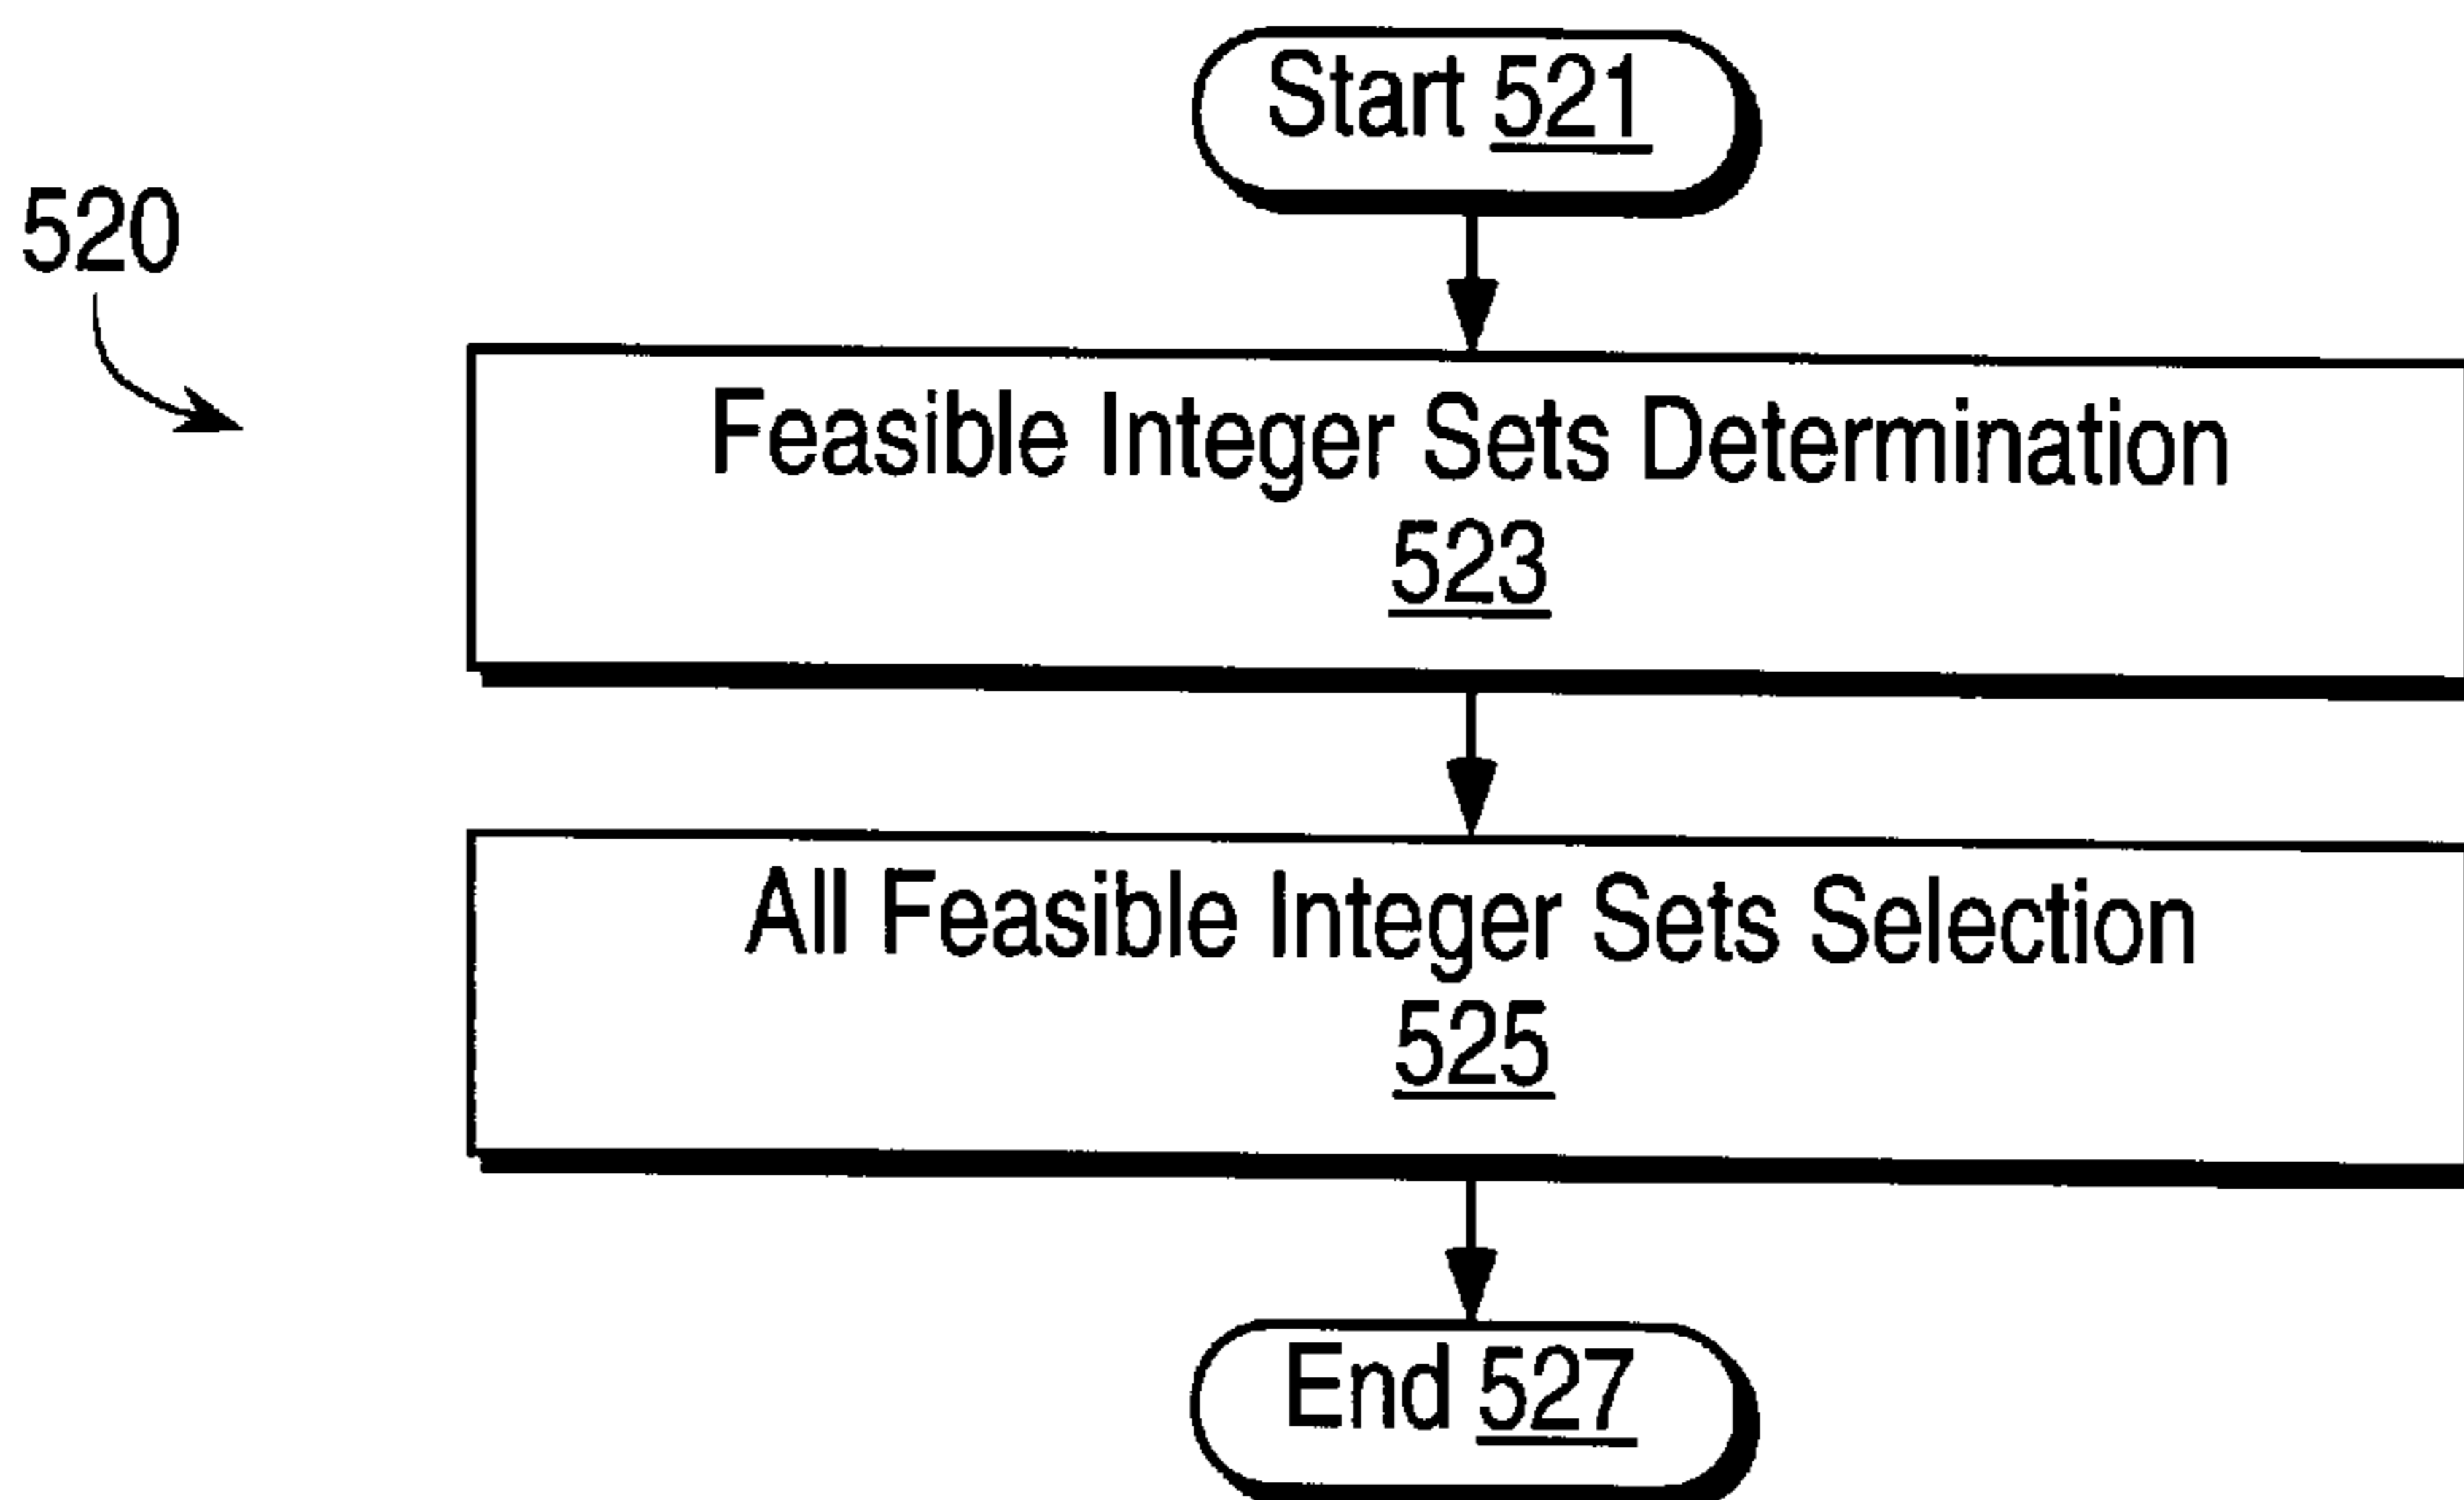 Start 521
520
Feasible Integer Sets Determination
523
All Feasible Integer Sets Selection
525
End 527